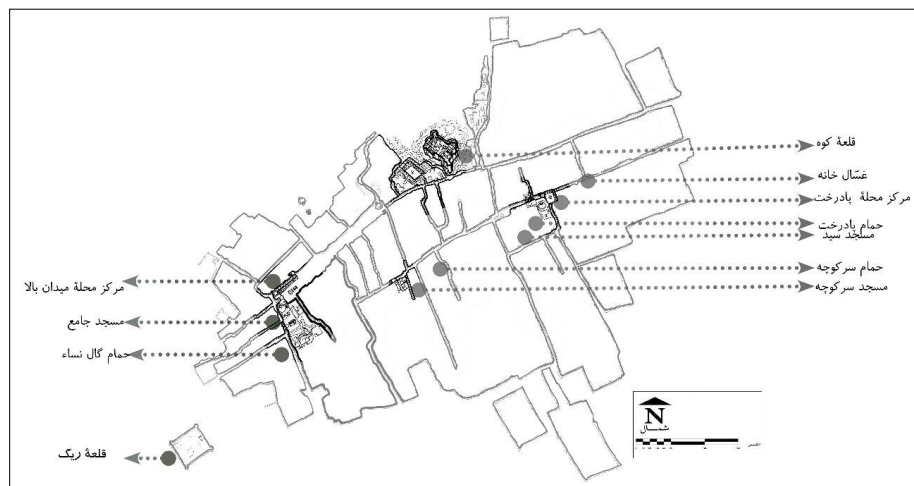 قلعهٔ کوه
غسّال خانه
مرکز محلهٔ پادرخت
حمام پادرخت
مسجد سید
حمام سرکوچه
مسجد سرکوچه
مرکز محلهٔ میدان بالا
مسجد جامع
حمام گال نساء
قلعهٔ ریگ
N
شمال